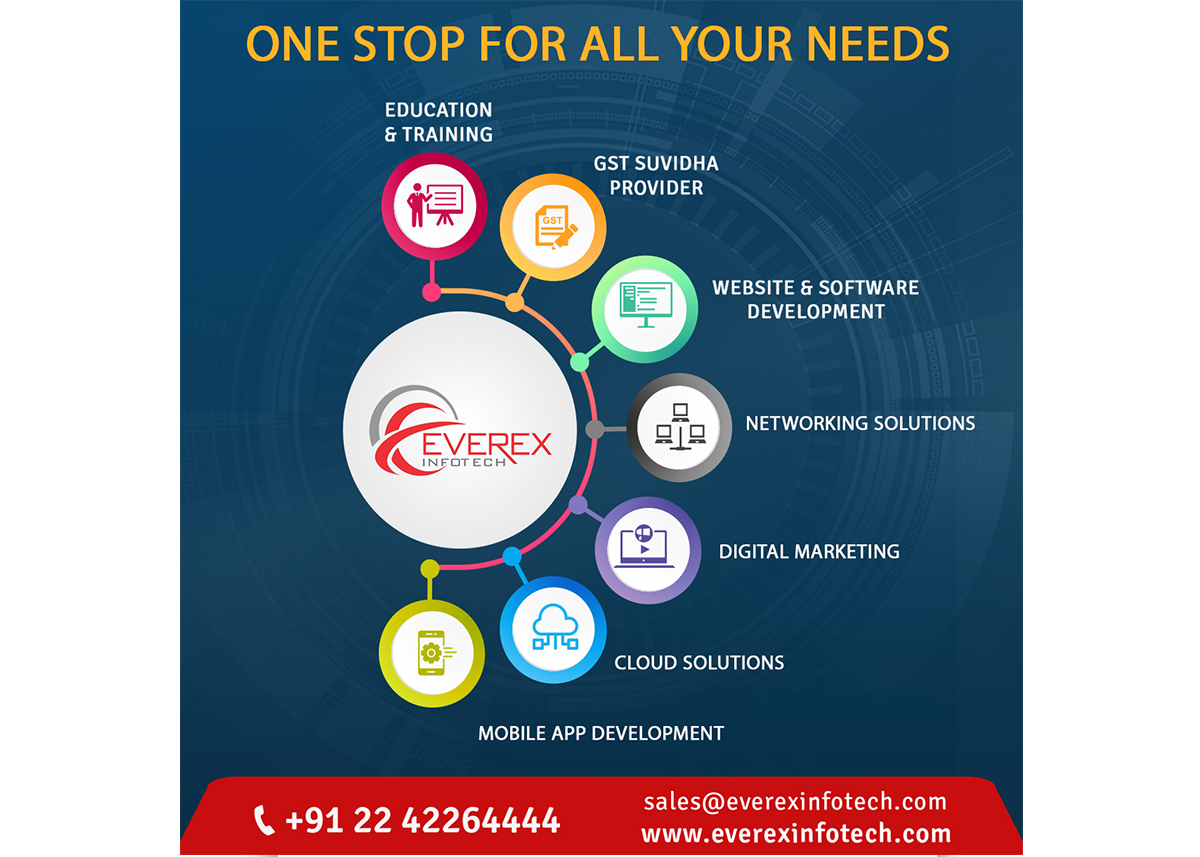 ONE STOP FOR ALL YOUR NEEDS
EDUCATION
& TRAINING
GST SUVIDHA
PROVIDER
GST
WEBSITE & SOFTWARE
DEVELOPMENT
NETWORKING SOLUTIONS
EVEREX
INFOTECH
DIGITAL MARKETING
CLOUD SOLUTIONS
MOBILE APP DEVELOPMENT
+91 22 42264444
sales@everexinfotech.com
www.everexinfotech.com